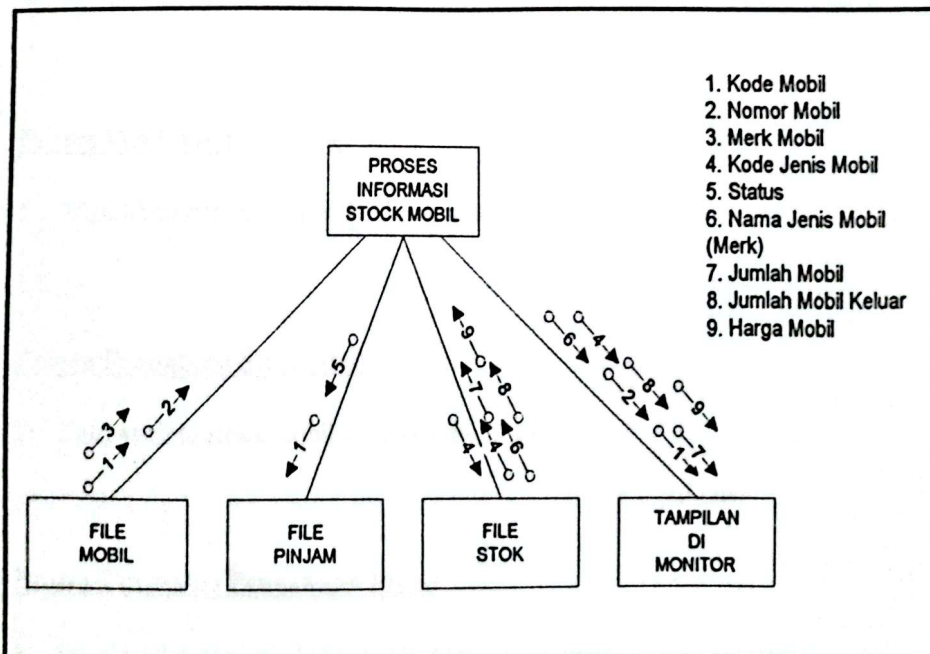 1. Kode Mobil
2. Nomor Mobil
3. Merk Mobil
4. Kode Jenis Mobil
5. Status
6. Nama Jenis Mobil
(Merk)
7. Jumlah Mobil
8. Jumlah Mobil Keluar
9. Harga Mobil
PROSES
INFORMASI
STOCK MOBIL
3
1
2
5
1
9
7
8
4
4
6
6
4
2
8
9
1
7
FILE
MOBIL
FILE
PINJAM
FILE
STOK
TAMPILAN
DI
MONITOR